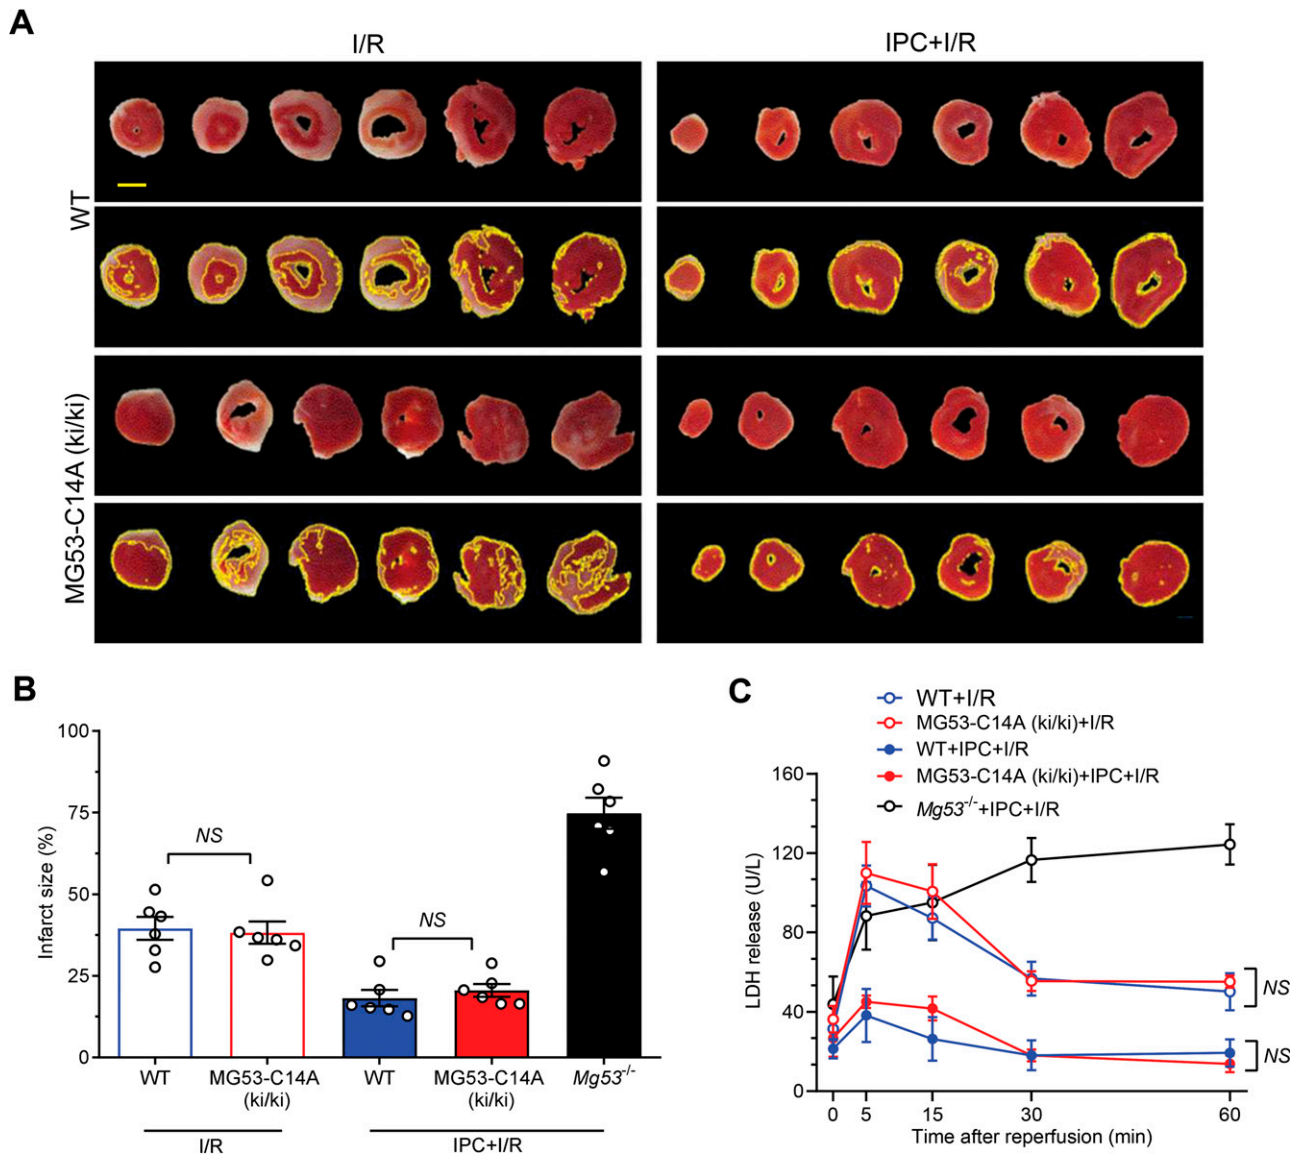 A
I/R
IPC+I/R
WT
MG53-C14A (ki/ki)
B
Infarct size (%)
100
75
50
25
0
NS
NS
WT
MG53-C14A
(ki/ki)
WT
MG53-C14A
(ki/ki)
Mg53-/-
I/R
IPC+I/R
C
WT+I/R
MG53-C14A (ki/ki)+I/R
WT+IPC+I/R
MG53-C14A (ki/ki)+IPC+I/R
Mg53-/-+IPC+I/R
LDH release (U/L)
160
120
80
40
0
NS
NS
0 5 15 30 60
Time after reperfusion (min)